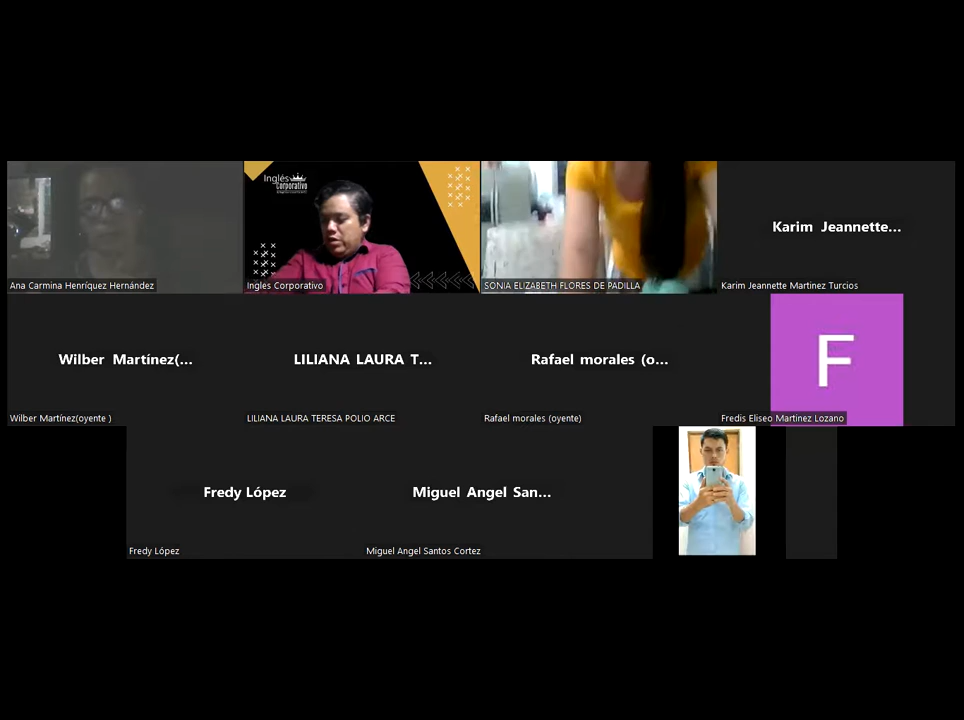 Inglés
Corporativo
Ana Carmina Henríquez Hernández
Ingles Corporativo
SONIA ELIZABETH FLORES DE PADILLA
Karim Jeannette...
Karim Jeannette Martinez Turcios
Wilber Martínez(...
Wilber Martínez(oyente )
LILIANA LAURA T...
LILIANA LAURA TERESA POLIO ARCE
Rafael morales (o...
Rafael morales (oyente)
F
Fredis Eliseo Martinez Lozano
Fredy López
Fredy López
Miguel Angel San...
Miguel Angel Santos Cortez